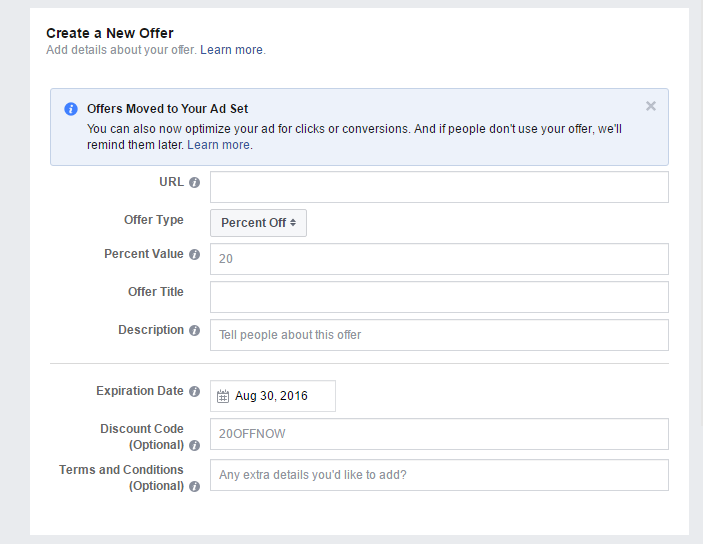 Create a New Offer
Add details about your offer. Learn more.
Offers Moved to Your Ad Set
You can also now optimize your ad for clicks or conversions. And if people don't use your offer, we'll
remind them later. Learn more.
URL
Offer Type Percent Off
Percent Value 20
Offer Title
Description Tell people about this offer
Expiration Date Aug 30, 2016
Discount Code
(Optional) 20OFFNOW
Terms and Conditions
(Optional) Any extra details you'd like to add?